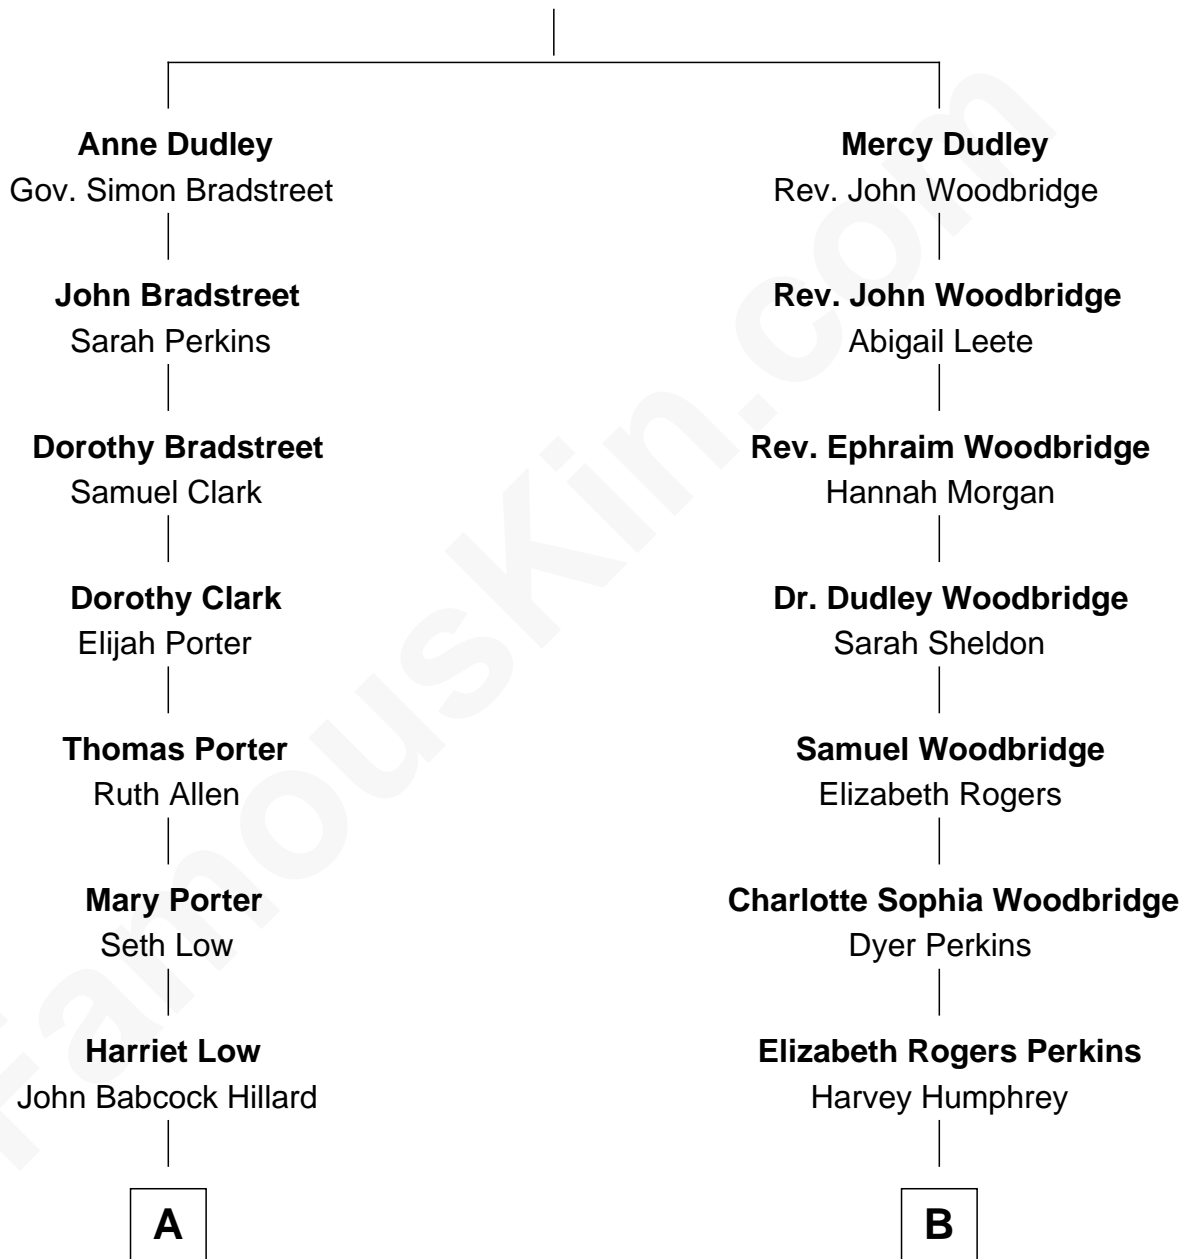 Anne Dudley
Gov. Simon Bradstreet
John Bradstreet
Sarah Perkins
Dorothy Bradstreet
Samuel Clark
Dorothy Clark
Elijah Porter
Thomas Porter
Ruth Allen
Mary Porter
Seth Low
Harriet Low
John Babcock Hillard
A
Mercy Dudley
Rev. John Woodbridge
Rev. John Woodbridge
Abigail Leete
Rev. Ephraim Woodbridge
Hannah Morgan
Dr. Dudley Woodbridge
Sarah Sheldon
Samuel Woodbridge
Elizabeth Rogers
Charlotte Sophia Woodbridge
Dyer Perkins
Elizabeth Rogers Perkins
Harvey Humphrey
B
FamousKin.com